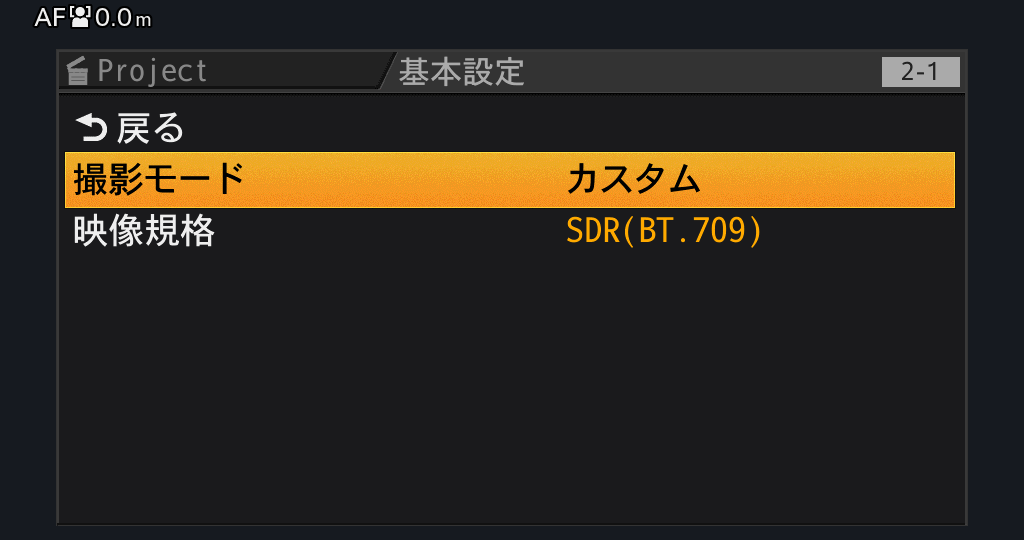 AF 0.0m
Project 基本設定 2-1
戻る
撮影モード カスタム
映像規格 SDR(BT.709)